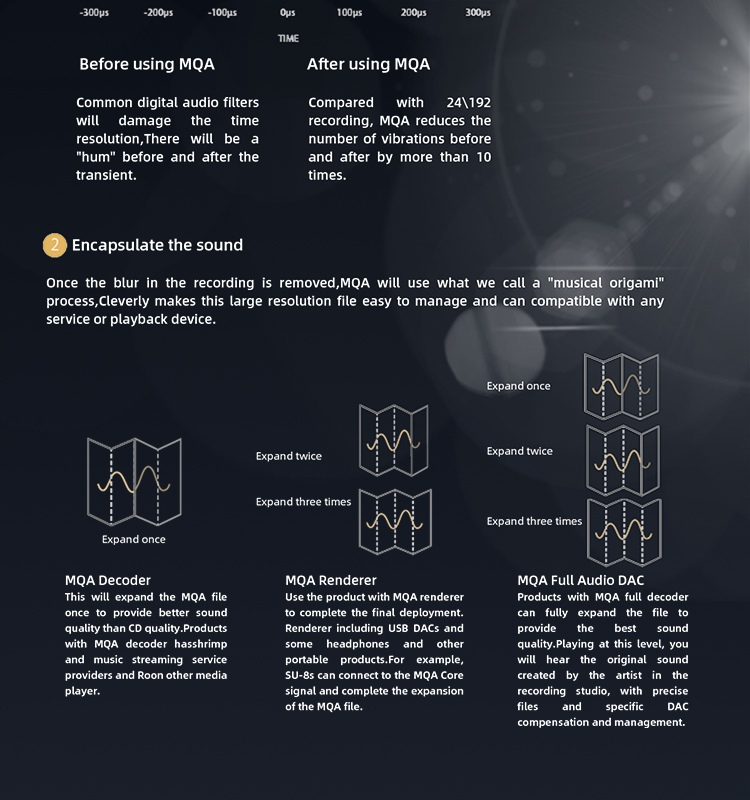 -300μs -200μs -100μs 0μs 100μs 200μs 300μs
TIME
Before using MQA
Common digital audio filters
will damage the time
resolution,There will be a
"hum" before and after the
transient.
After using MQA
Compared with 24\192
recording, MQA reduces the
number of vibrations before
and after by more than 10
times.
2 Encapsulate the sound
Once the blur in the recording is removed,MQA will use what we call a "musical origami"
process,Cleverly makes this large resolution file easy to manage and can compatible with any
service or playback device.
Expand once
MQA Decoder
This will expand the MQA file
once to provide better sound
quality than CD quality.Products
with MQA decoder hasshrimp
and music streaming service
providers and Roon other media
player.
Expand twice
Expand three times
MQA Renderer
Use the product with MQA renderer
to complete the final deployment.
Renderer including USB DACs and
some headphones and other
portable products.For example,
SU-8s can connect to the MQA Core
signal and complete the expansion
of the MQA file.
Expand once
Expand twice
Expand three times
MQA Full Audio DAC
Products with MQA full decoder
can fully expand the file to
provide the best sound
quality.Playing at this level, you
will hear the original sound
created by the artist in the
recording studio, with precise
files and specific DAC
compensation and management.